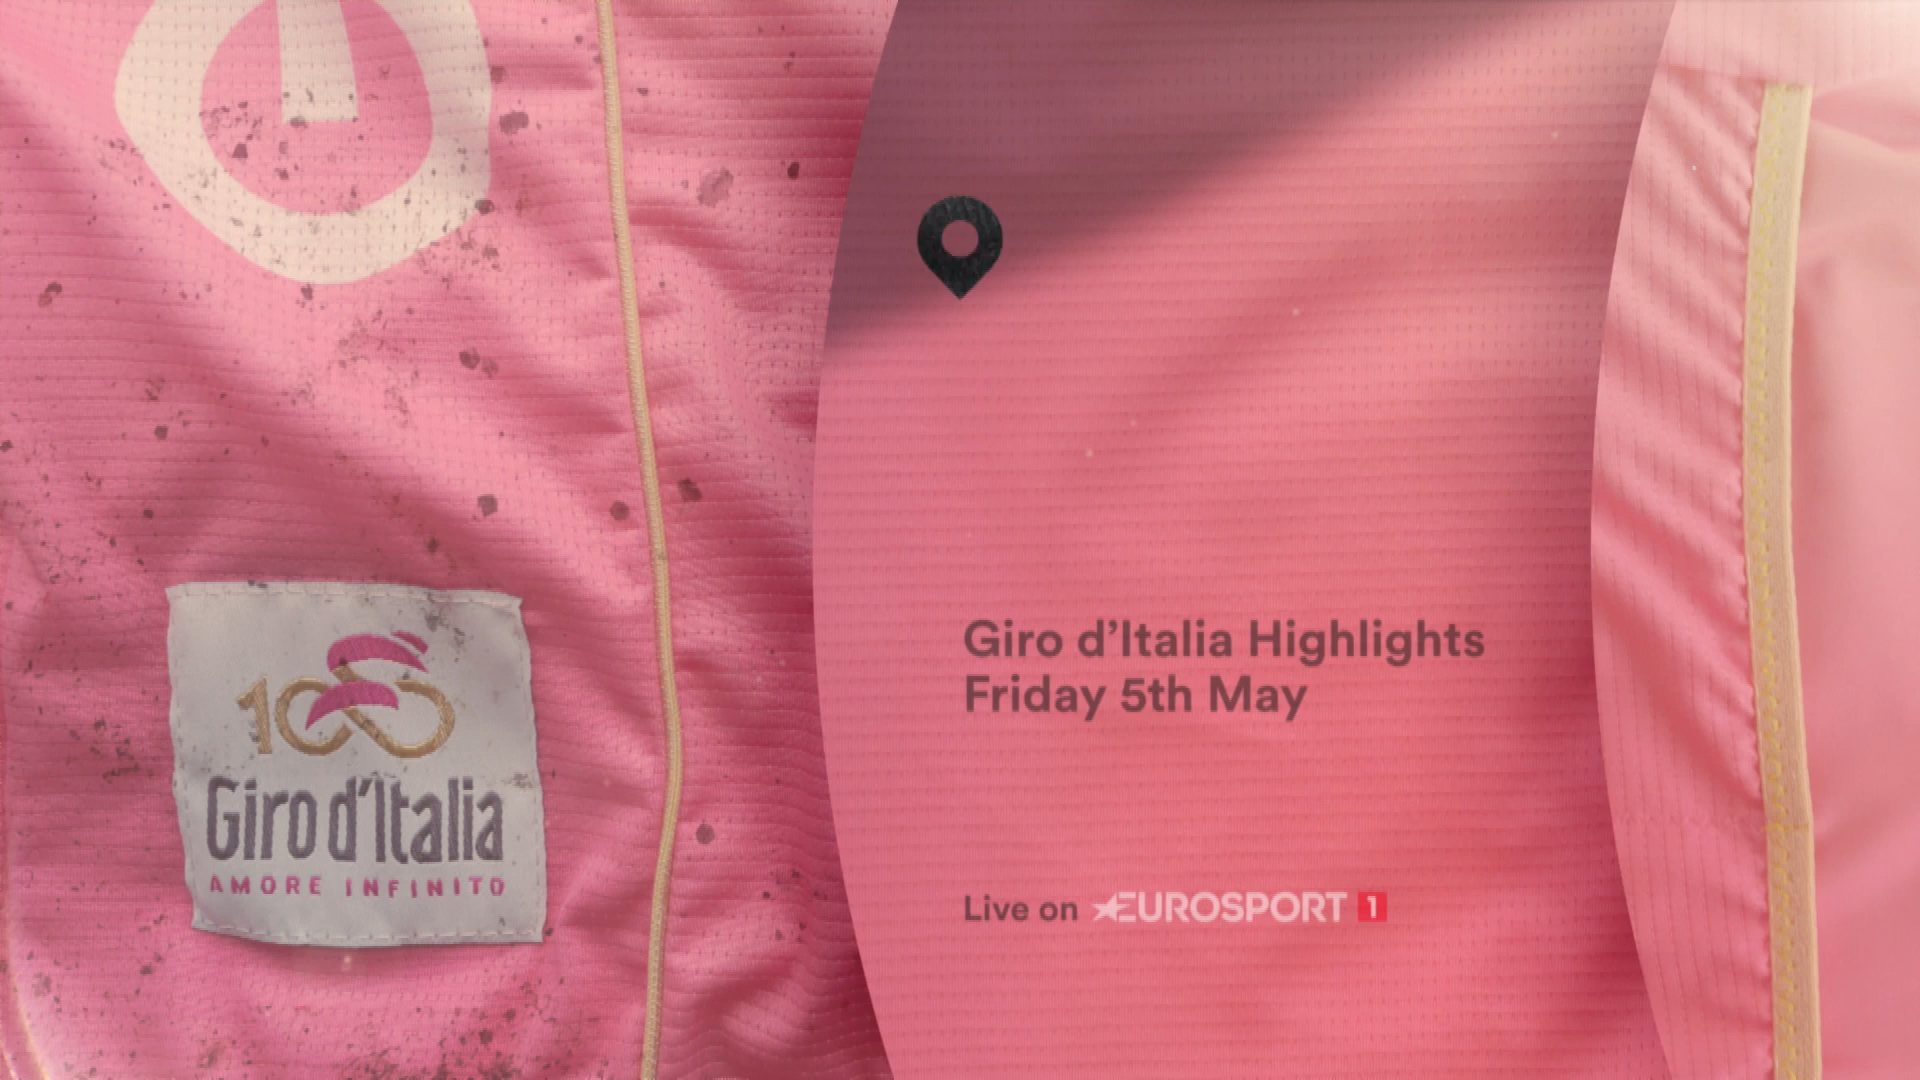 100
Giro d'Italia
AMORE INFINITO
Giro d’Italia Highlights
Friday 5th May
Live on EUROSPORT 1